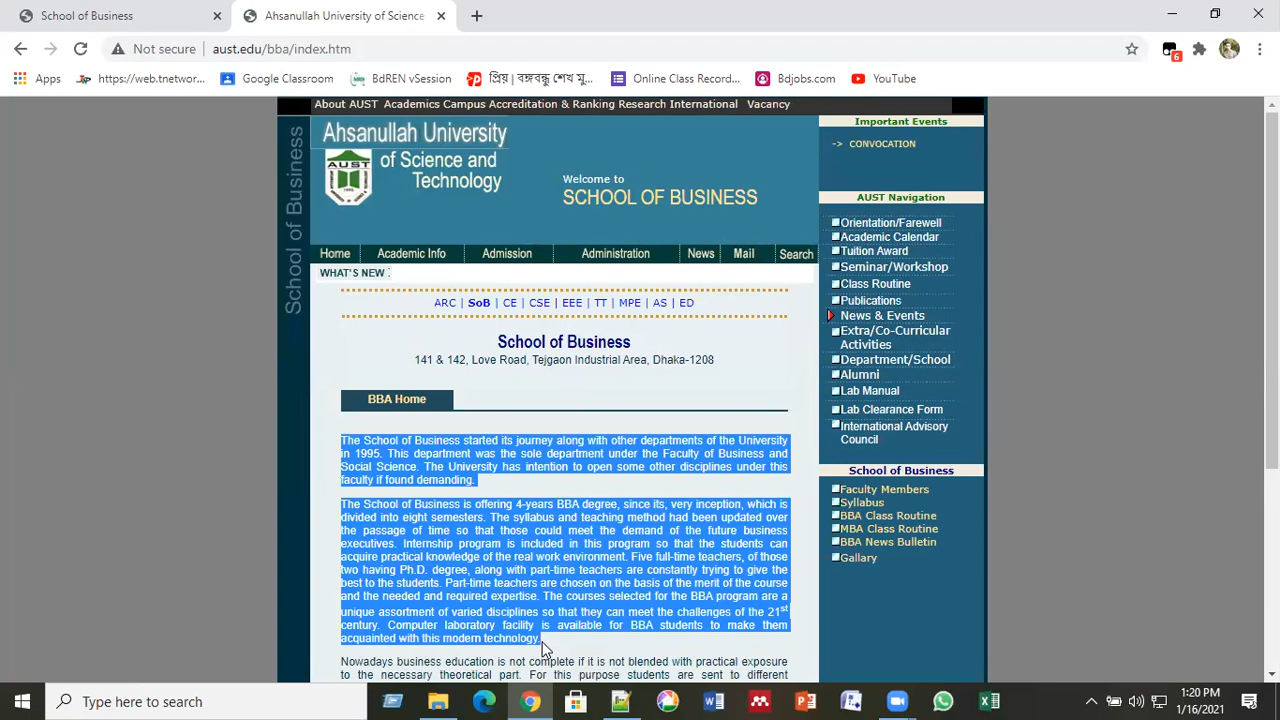 School of Business
Ahsanullah University of Science
Not secure
aust.edu/bba/index.htm
Apps
https://web.tnetwor...
Google Classroom
BdREN vSession
প্রিয় | বঙ্গবন্ধু শেখ মু...
Online Class Recrd...
Bdjobs.com
YouTube
6
About AUST Academics Campus Accreditation & Ranking Research International Vacancy
School of Business
Ahsanullah University
of Science and
Technology
AUST
Welcome to
SCHOOL OF BUSINESS
Home
Academic Info
Admission
Administration
News
Mail
Search
WHAT'S NEW :
ARC | SoB | CE | CSE | EEE | TT | MPE | AS | ED
School of Business
141 & 142, Love Road, Tejgaon Industrial Area, Dhaka-1208
BBA Home
The School of Business started its journey along with other departments of the University
in 1995. This department was the sole department under the Faculty of Business and
Social Science. The University has intention to open some other disciplines under this
faculty if found demanding.
The School of Business is offering 4-years BBA degree, since its, very inception, which is
divided into eight semesters. The syllabus and teaching method had been updated over
the passage of time so that those could meet the demand of the future business
executives. Internship program is included in this program so that the students can
acquire practical knowledge of the real work environment. Five full-time teachers, of those
two having Ph.D. degree, along with part-time teachers are constantly trying to give the
best to the students. Part-time teachers are chosen on the basis of the merit of the course
and the needed and required expertise. The courses selected for the BBA program are a
unique assortment of varied disciplines so that they can meet the challenges of the 21st
century. Computer laboratory facility is available for BBA students to make them
acquainted with this modern technology.
Nowadays business education is not complete if it is not blended with practical exposure
to the necessary theoretical part. For this purpose students are sent to different
Important Events
-> CONVOCATION
AUST Navigation
Orientation/Farewell
Academic Calendar
Tuition Award
Seminar/Workshop
Class Routine
Publications
News & Events
Extra/Co-Curricular
Activities
Department/School
Alumni
Lab Manual
Lab Clearance Form
International Advisory
Council
School of Business
Faculty Members
Syllabus
BBA Class Routine
MBA Class Routine
BBA News Bulletin
Gallary
Type here to search
1:20 PM
1/16/2021